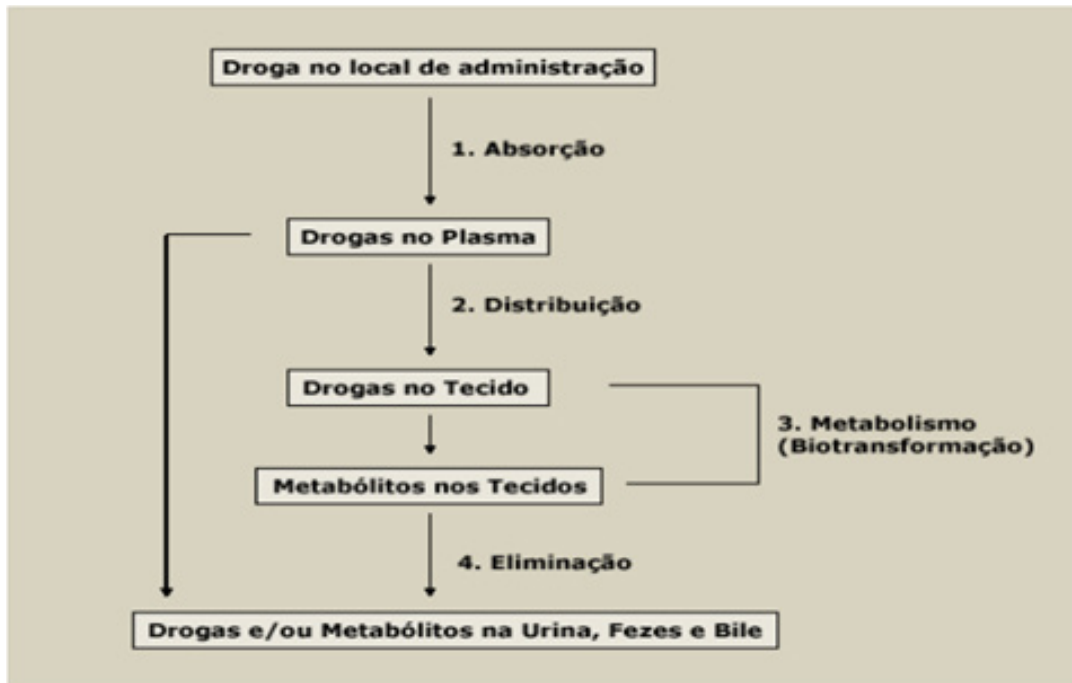 Droga no local de administração
1. Absorção
Drogas no Plasma
2. Distribuição
Drogas no Tecido
3. Metabolismo
(Biotransformação)
Metabólitos nos Tecidos
4. Eliminação
Drogas e/ou Metabólitos na Urina, Fezes e Bile